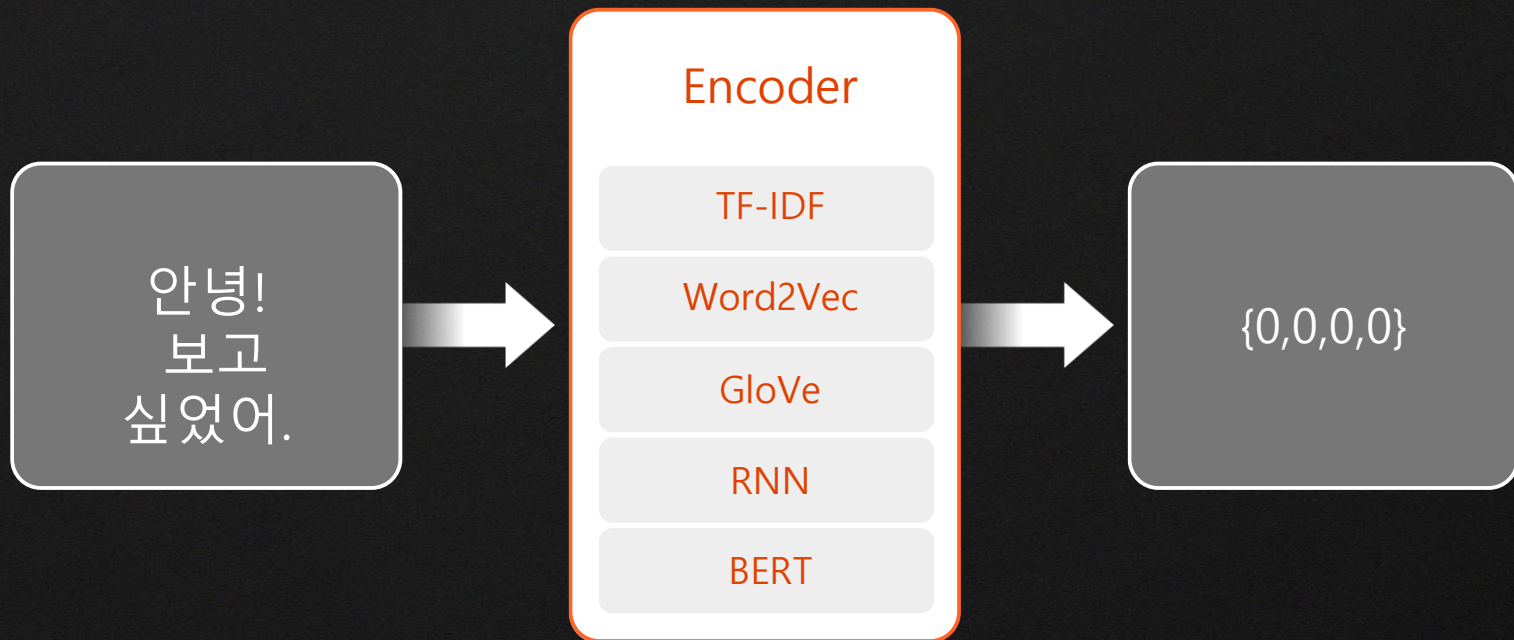 안녕!
보고
싶었어.
Encoder
TF-IDF
Word2Vec
GloVe
RNN
BERT
{0,0,0,0}